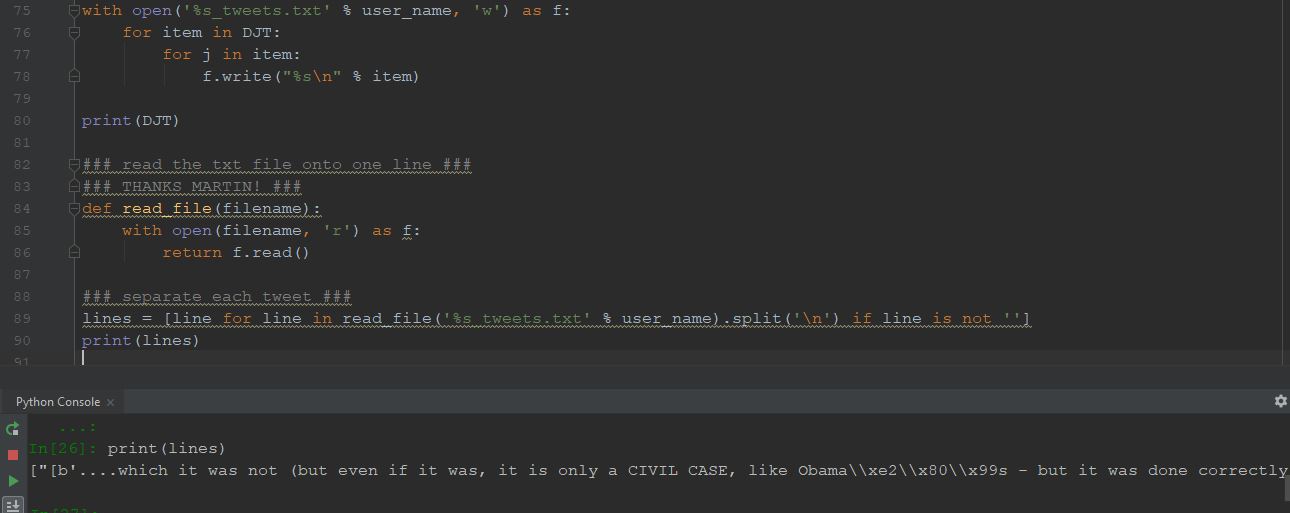 75 with open('%s_tweets.txt' % user_name, 'w') as f:
76 for item in DJT:
77 for j in item:
78 f.write("%s\n" % item)
79
80 print(DJT)
81
82 ### read the txt file onto one line ###
83 ### THANKS MARTIN! ###
84 def read_file(filename):
85 with open(filename, 'r') as f:
86 return f.read()
87
88 ### separate each tweet ###
89 lines = [line for line in read_file('%s_tweets.txt' % user_name).split('\n') if line is not '']
90 print(lines)
91
Python Console ×
...:
In[26]: print(lines)
["[b'....which it was not (but even if it was, it is only a CIVIL CASE, like Obama\\xe2\\x80\\x99s - but it was done correctly
In[27]: